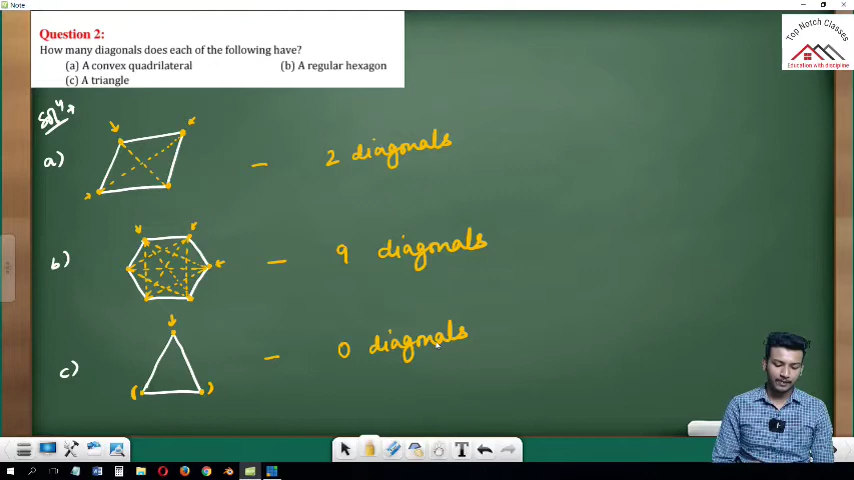 Note
Question 2:
How many diagonals does each of the following have?
(a) A convex quadrilateral (b) A regular hexagon
(c) A triangle
Top Notch Classes
Education with discipline
Solⁿ
a) – 2 diagonals
b) – 9 diagonals
c) – 0 diagonals
T